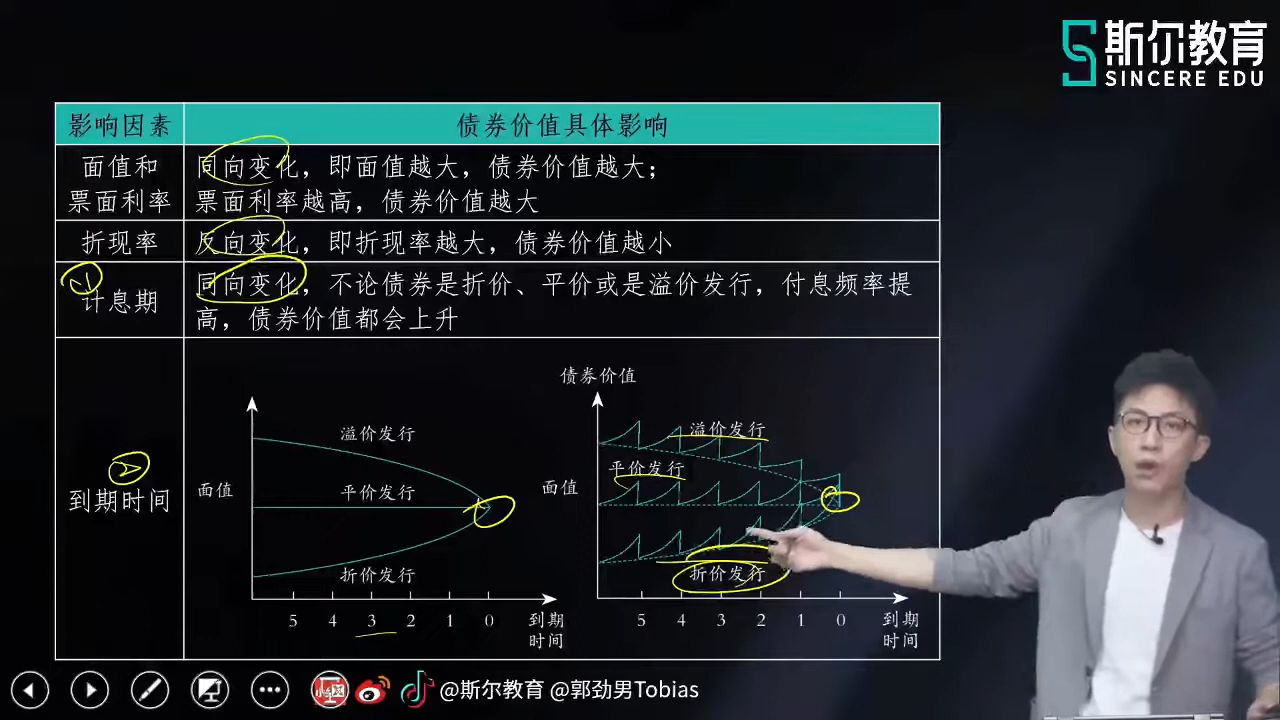 斯尔教育
SINCERE EDU
影响因素
债券价值具体影响
面值和
票面利率
同向变化，即面值越大，债券价值越大；
票面利率越高，债券价值越大
折现率
反向变化，即折现率越大，债券价值越小
计息期
同向变化，不论债券是折价、平价或是溢价发行，付息频率提
高，债券价值都会上升
到期时间
溢价发行
面值
平价发行
折价发行
5 4 3 2 1 0
到期
时间
债券价值
溢价发行
平价发行
面值
折价发行
5 4 3 2 1 0
到期
时间
@斯尔教育 @郭劲男Tobias